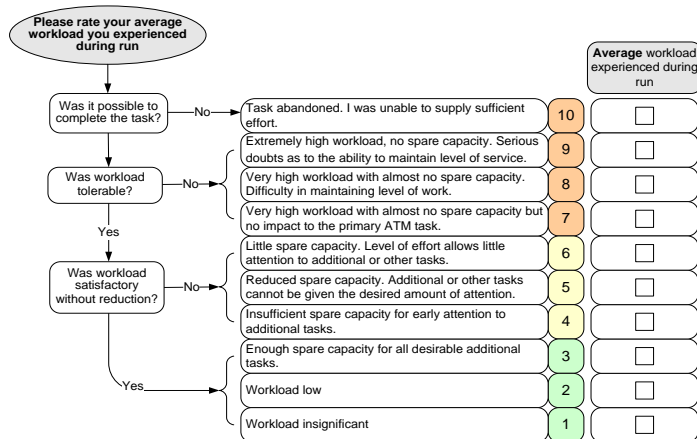 Please rate your average
workload you experienced
during run
Average workload
experienced during
run
Was it possible to
complete the task?
No
Task abandoned. I was unable to supply sufficient
effort.
10
Extremely high workload, no spare capacity. Serious
doubts as to the ability to maintain level of service.
9
Was workload
tolerable?
No
Very high workload with almost no spare capacity.
Difficulty in maintaining level of work.
8
Very high workload with almost no spare capacity but
no impact to the primary ATM task.
7
Yes
Little spare capacity. Level of effort allows little
attention to additional or other tasks.
6
Was workload
satisfactory
without reduction?
No
Reduced spare capacity. Additional or other tasks
cannot be given the desired amount of attention.
5
Insufficient spare capacity for early attention to
additional tasks.
4
Enough spare capacity for all desirable additional
tasks.
3
Yes
Workload low
2
Workload insignificant
1